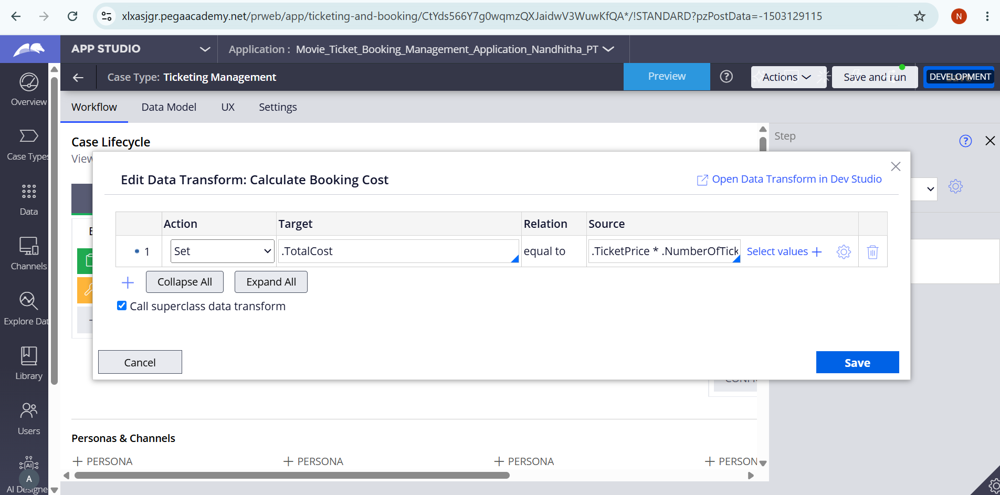 xlxasjgr.pegaacademy.net/prweb/app/ticketing-and-booking/CtYds566Y7g0wqmzQXJaidwV3WuwKfQA*/!STANDARD?pzPostData=-1503129115
N
APP STUDIO
Application : Movie_Ticket_Booking_Management_Application_Nandhitha_PT
Case Type: Ticketing Management
Preview
Actions
Save and run
DEVELOPMENT
Overview
Case Types
Data
Channels
Explore Dat
Library
Users
AI
A
AI Designe
Workflow
Data Model
UX
Settings
Case Lifecycle
View
Step
Edit Data Transform: Calculate Booking Cost
Open Data Transform in Dev Studio
Action
Target
Relation
Source
1
Set
.TotalCost
equal to
.TicketPrice * .NumberOfTick
Select values
Collapse All
Expand All
Call superclass data transform
Cancel
Save
Personas & Channels
PERSONA
PERSONA
PERSONA
PERSON